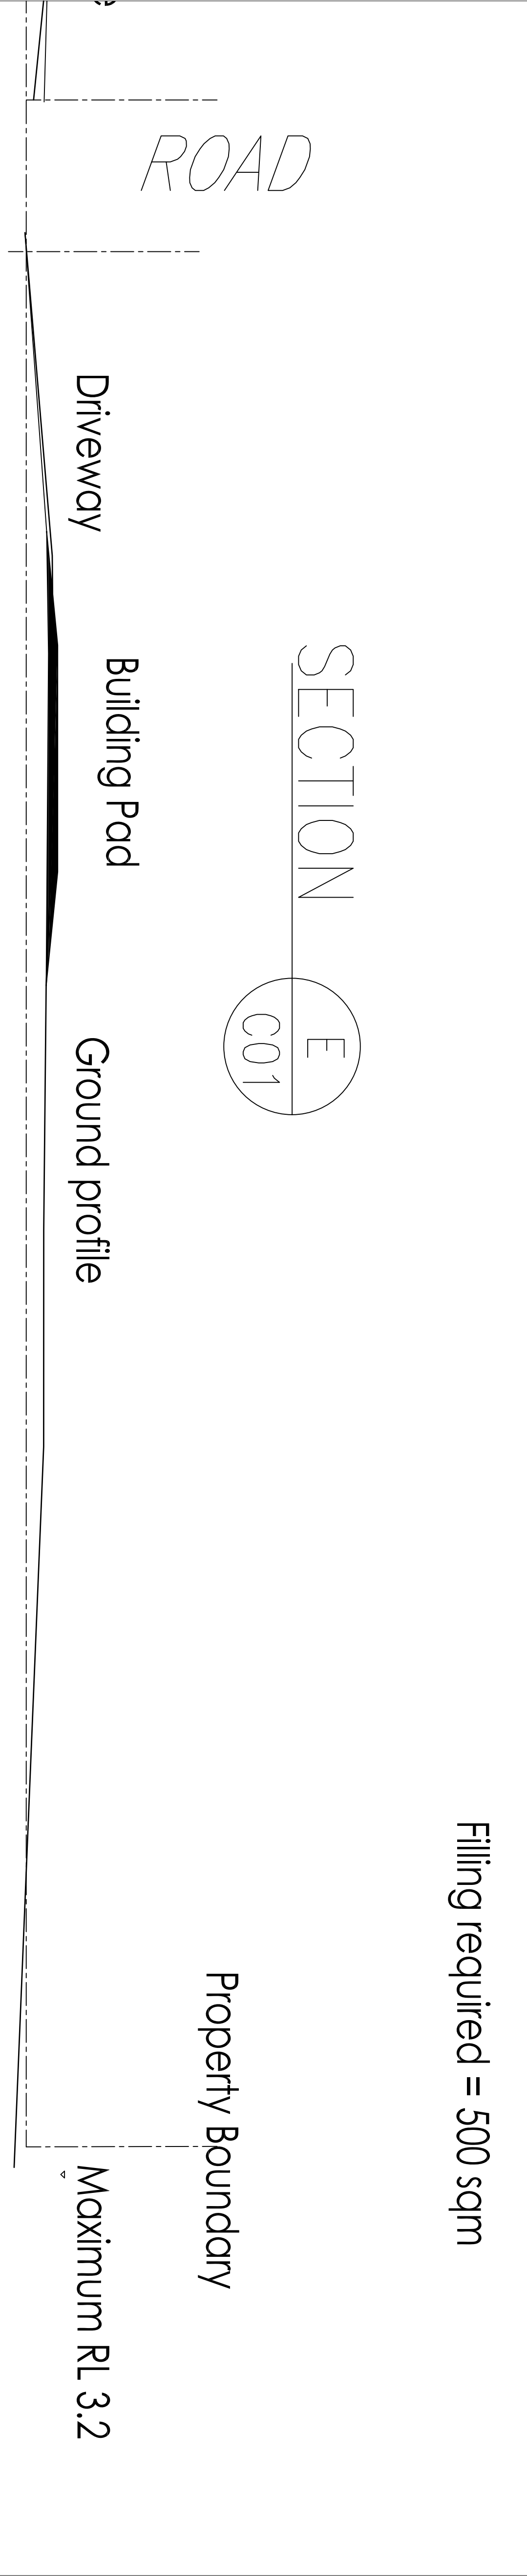 ROAD
Filling required = 500 sqm
SECTION
E
C01
Property Boundary
Driveway
Building Pad
Ground profile
Maximum RL 3.2